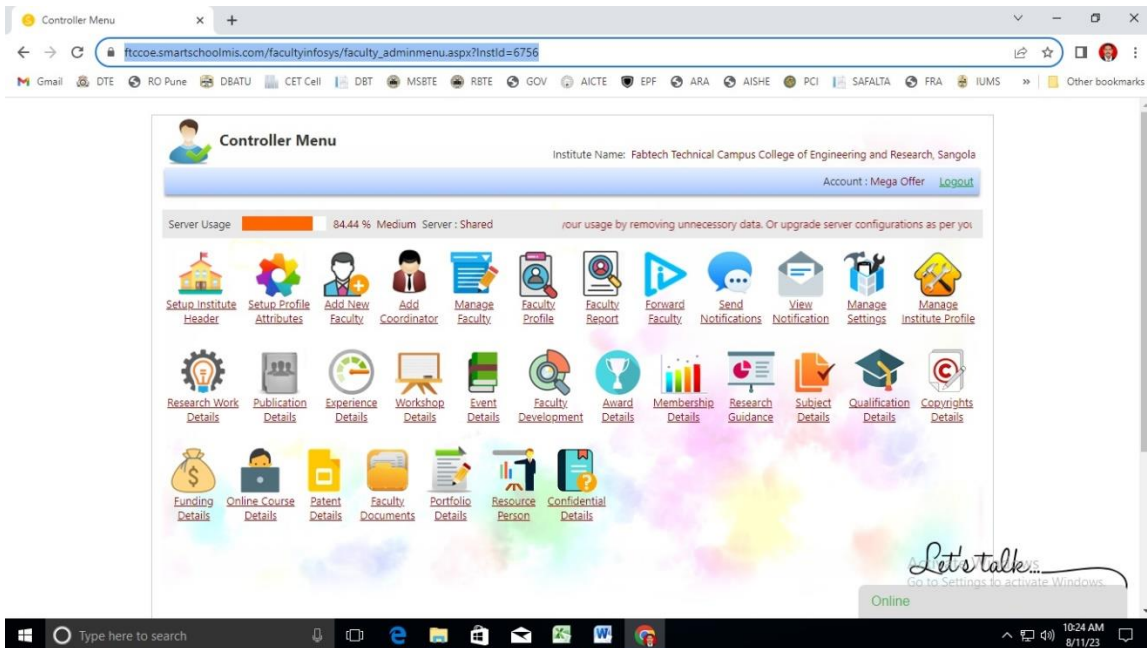 Controller Menu
ftccoe.smartschoolmis.com/facultyinfosys/faculty_adminmenu.aspx?InstId=6756
Gmail DTE RO Pune DBATU CET Cell DBT MSBTE RBTE GOV AICTE EPF ARA AISHE PCI SAFALTA FRA IUMS » Other bookmarks
Controller Menu
Institute Name: Fabtech Technical Campus College of Engineering and Research, Sangola
Account : Mega Offer Logout
Server Usage 84.44 % Medium Server : Shared your usage by removing unnecessory data. Or upgrade server configurations as per you
Setup Institute Header
Setup Profile Attributes
Add New Faculty
Add Coordinator
Manage Faculty
Faculty Profile
Faculty Report
Forward Faculty
Send Notifications
View Notification
Manage Settings
Manage Institute Profile
Research Work Details
Publication Details
Experience Details
Workshop Details
Event Details
Faculty Development
Award Details
Membership Details
Research Guidance
Subject Details
Qualification Details
Copyrights Details
Funding Details
Online Course Details
Patent Details
Faculty Documents
Portfolio Details
Resource Person
Confidential Details
Let's talk...
Activate Windows
Go to Settings to activate Windows.
Online
Type here to search
10:24 AM
8/11/23